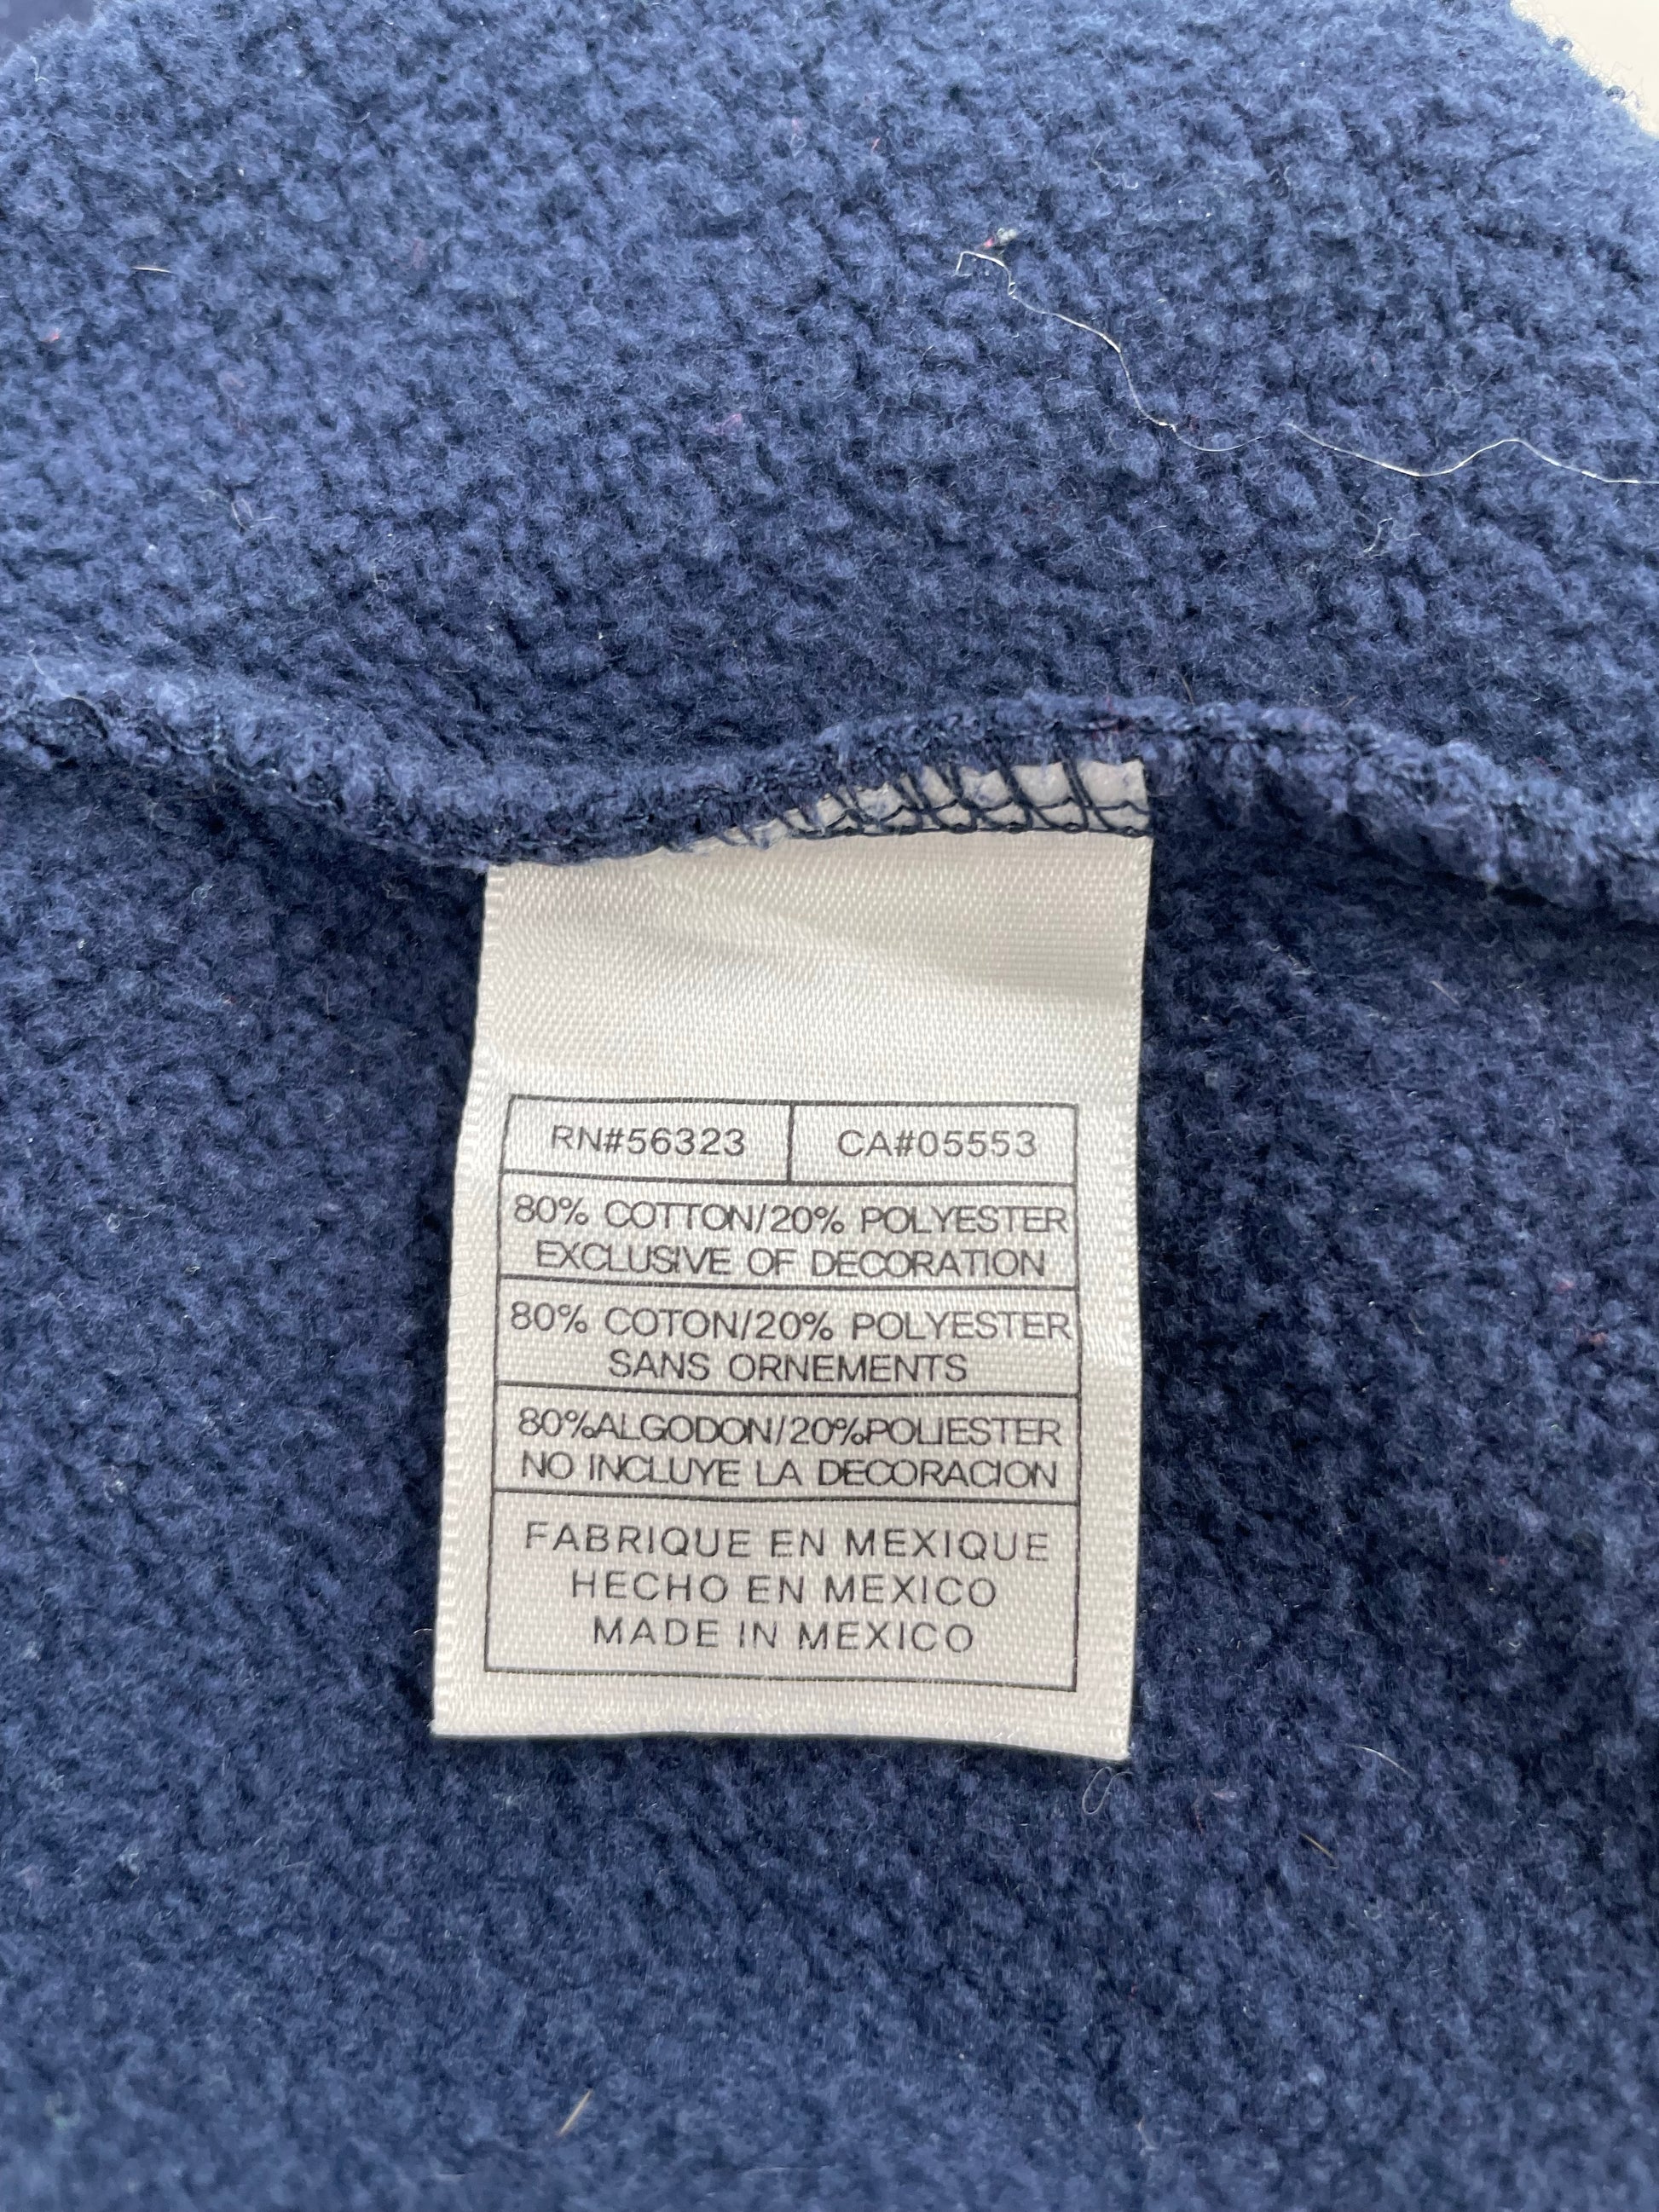 RN#56323 CA#05553
80% COTTON/20% POLYESTER
EXCLUSIVE OF DECORATION
80% COTON/20% POLYESTER
SANS ORNEMENTS
80%ALGODON/20%POLIESTER
NO INCLUYE LA DECORACION
FABRIQUE EN MEXIQUE
HECHO EN MEXICO
MADE IN MEXICO